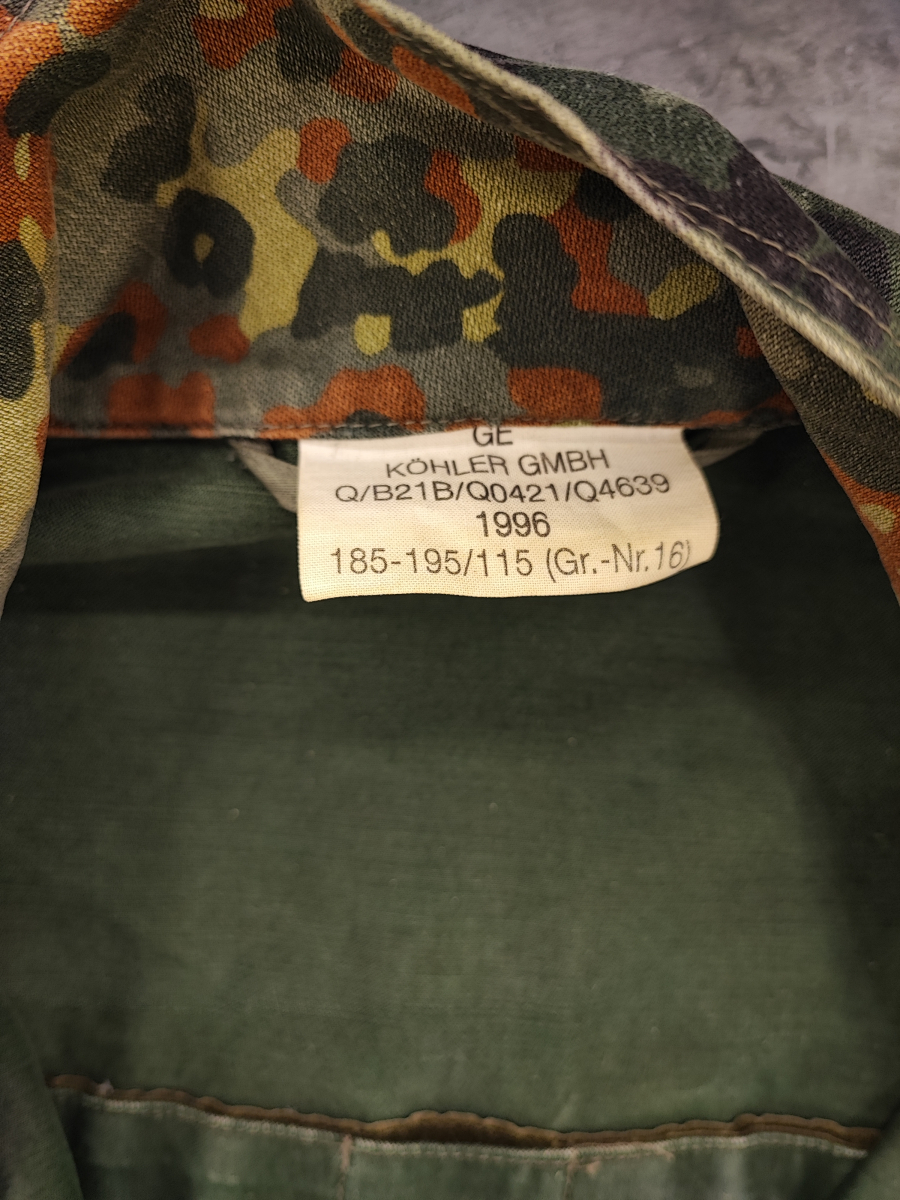 GE
KÖHLER GMBH
Q/B21B/Q0421/Q4639
1996
185-195/115 (Gr.-Nr.16)